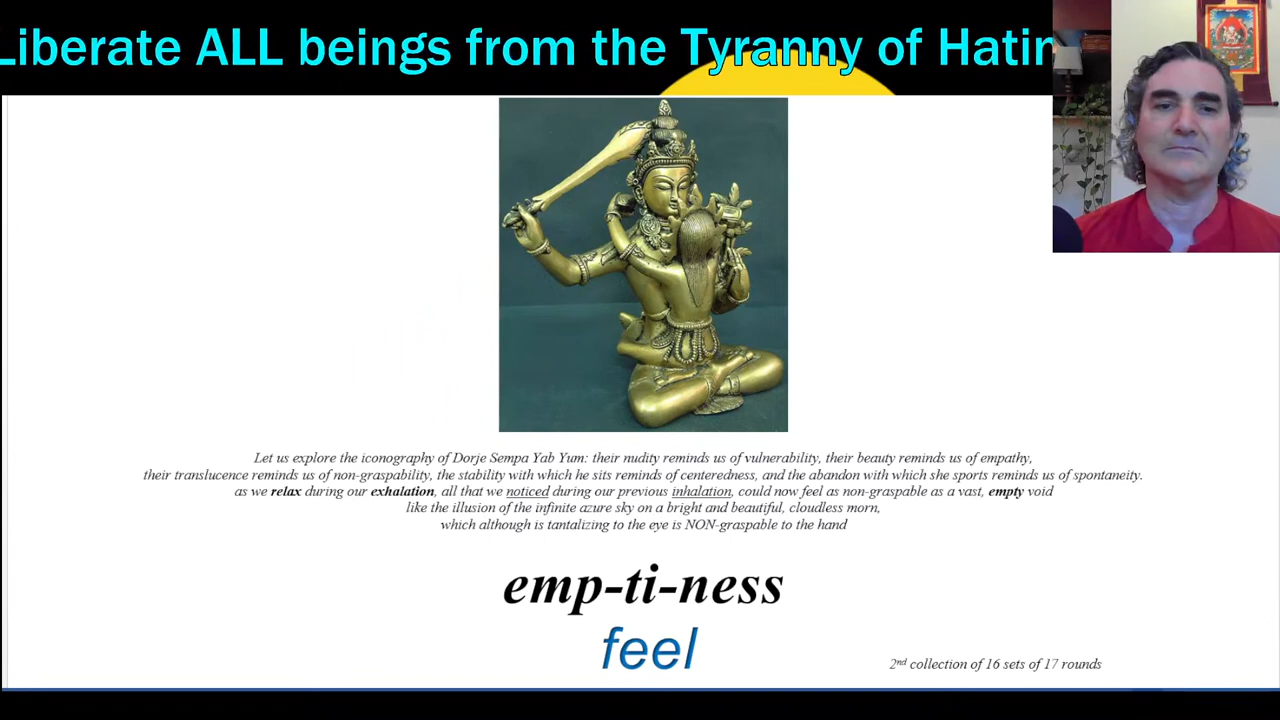 Liberate ALL beings from the Tyranny of Hatin
Let us explore the iconography of Dorje Sempa Yab Yum: their nudity reminds us of vulnerability, their beauty reminds us of empathy,
their translucence reminds us of non-graspability, the stability with which he sits reminds of centeredness, and the abandon with which she sports reminds us of spontaneity.
as we relax during our exhalation, all that we noticed during our previous inhalation, could now feel as non-graspable as a vast, empty void
like the illusion of the infinite azure sky on a bright and beautiful, cloudless morn,
which although is tantalizing to the eye is NON-graspable to the hand
emp-ti-ness
feel
2nd collection of 16 sets of 17 rounds